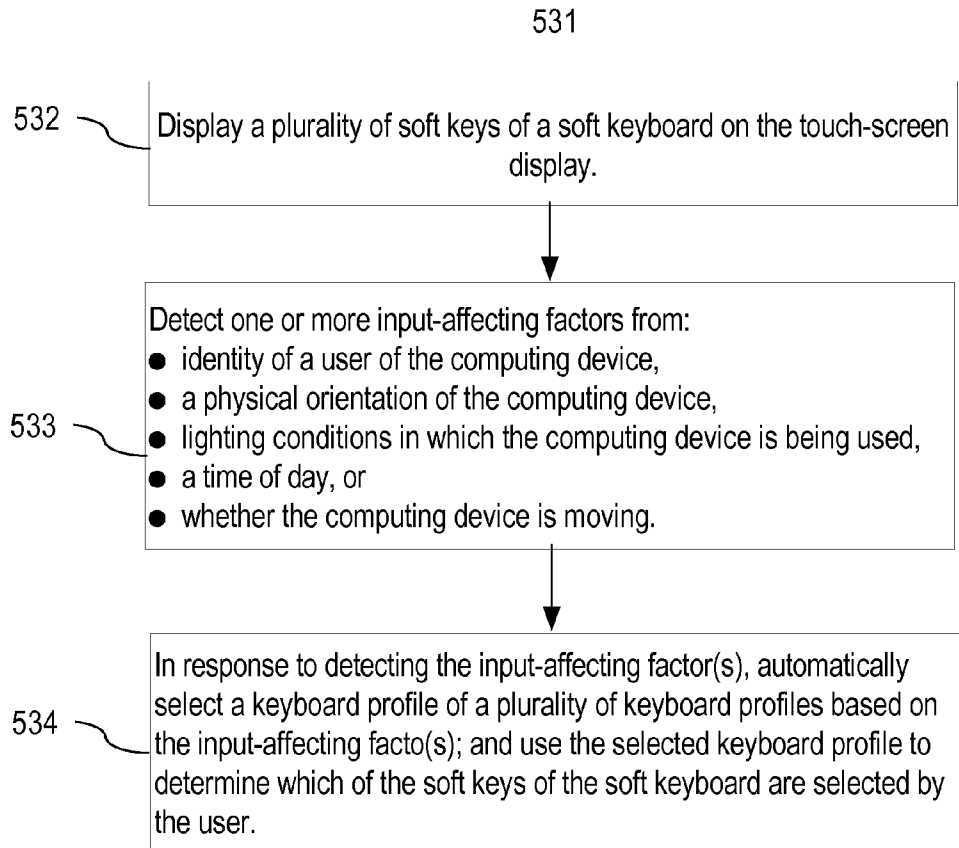 531
532
Display a plurality of soft keys of a soft keyboard on the touch-screen
display.
533
Detect one or more input-affecting factors from:
● identity of a user of the computing device,
● a physical orientation of the computing device,
● lighting conditions in which the computing device is being used,
● a time of day, or
● whether the computing device is moving.
534
In response to detecting the input-affecting factor(s), automatically
select a keyboard profile of a plurality of keyboard profiles based on
the input-affecting facto(s); and use the selected keyboard profile to
determine which of the soft keys of the soft keyboard are selected by
the user.